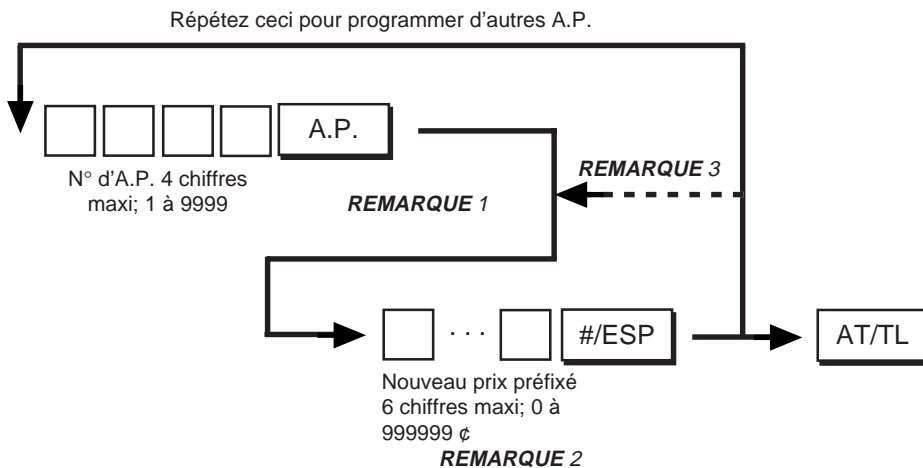 Répétez ceci pour programmer d'autres A.P.
A.P.
N° d'A.P. 4 chiffres
maxi; 1 à 9999
REMARQUE 3
REMARQUE 1
. . .
#/ESP
AT/TL
Nouveau prix préfixé
6 chiffres maxi; 0 à
999999 ¢
REMARQUE 2